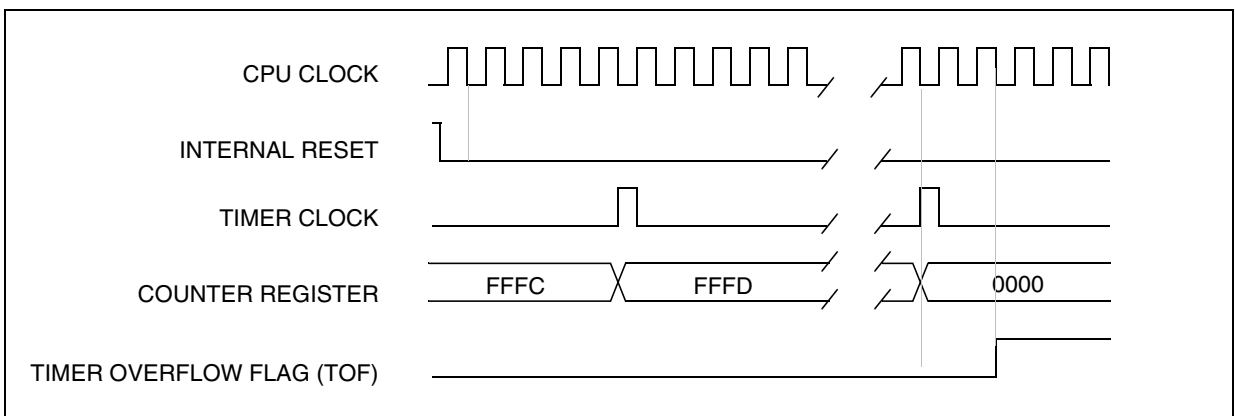 CPU CLOCK
INTERNAL RESET
TIMER CLOCK
COUNTER REGISTER
FFFC
FFFD
0000
TIMER OVERFLOW FLAG (TOF)